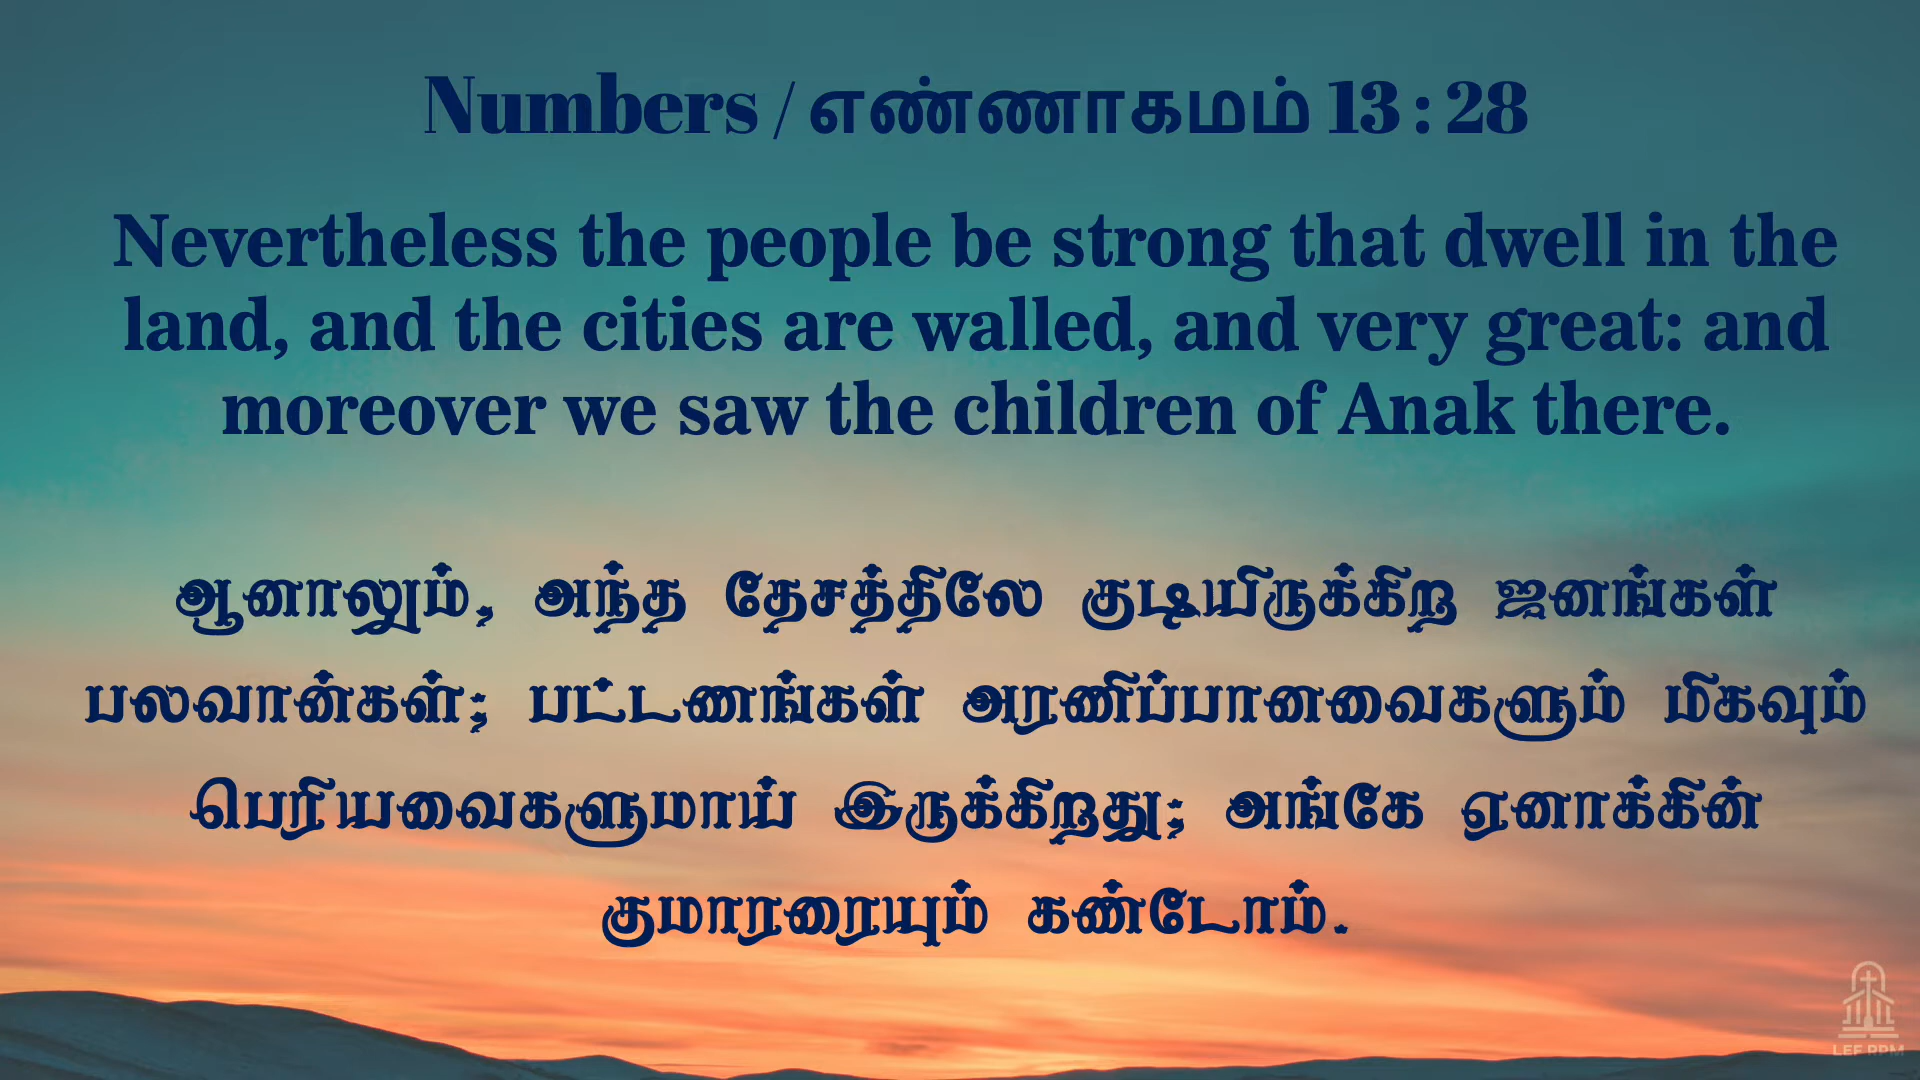 Numbers / எண்ணாகமம் 13 : 28
Nevertheless the people be strong that dwell in the
land, and the cities are walled, and very great: and
moreover we saw the children of Anak there.
ஆனாலும், அந்த தேசத்திலே குடியிருக்கிற ஜனங்கள்
பலவான்கள்; பட்டணங்கள் அரணிப்பானவைகளும் மிகவும்
பெரியவைகளுமாய் இருக்கிறது; அங்கே ஏனாக்கின்
குமாரரையும் கண்டோம்.
LEF RPM